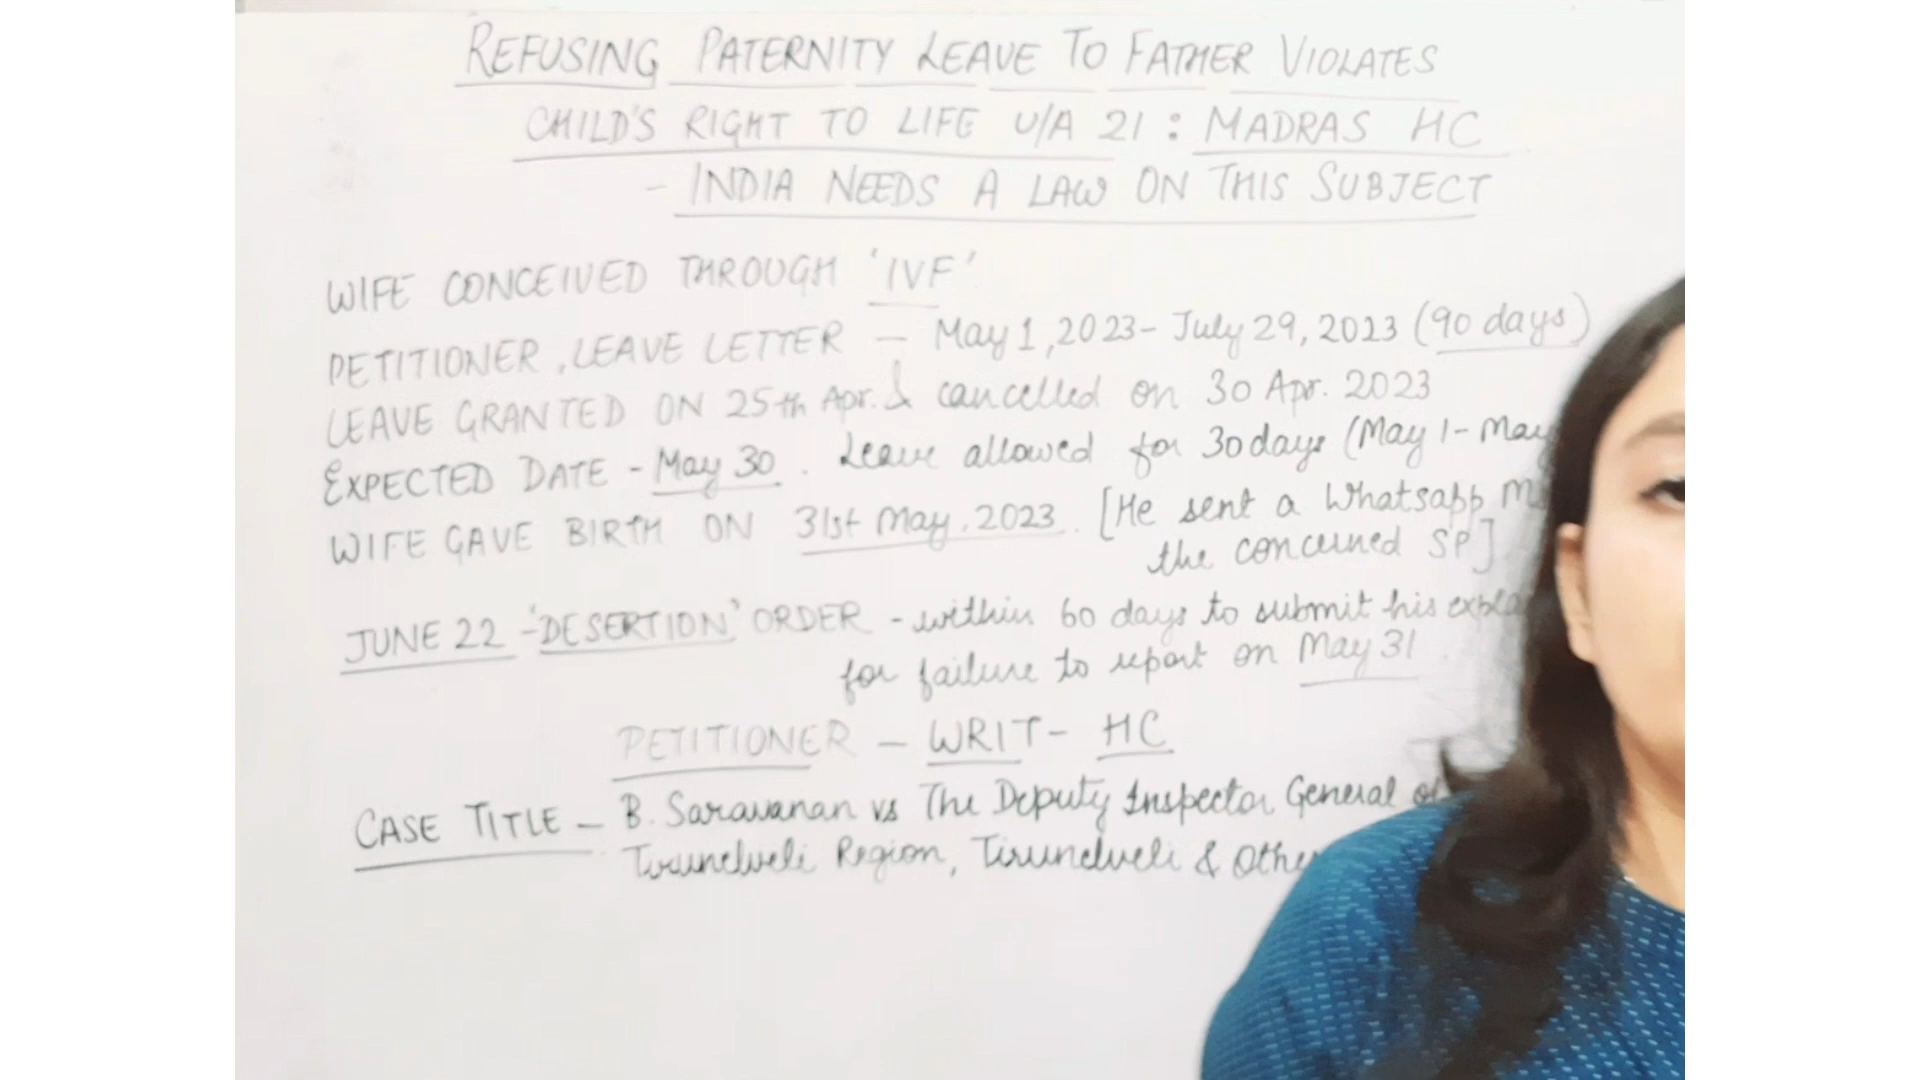 REFUSING PATERNITY LEAVE TO FATHER VIOLATES
CHILD'S RIGHT TO LIFE U/A 21 : MADRAS HC
- INDIA NEEDS A LAW ON THIS SUBJECT
WIFE CONCEIVED THROUGH 'IVF'
PETITIONER, LEAVE LETTER - May 1, 2023 - July 29, 2023 (90 days)
LEAVE GRANTED ON 25th Apr. & cancelled on 30 Apr. 2023
EXPECTED DATE - May 30. Leave allowed for 30 days (May 1 - May
WIFE GAVE BIRTH ON 31st May, 2023. [He sent a Whatsapp
the concerned SP]
JUNE 22 - 'DESERTION' ORDER - within 60 days to submit his
for failure to report on May 31.
PETITIONER - WRIT - HC
CASE TITLE - B. Saravanan vs The Deputy Inspector General of
Tirunelveli Region, Tirunelveli &